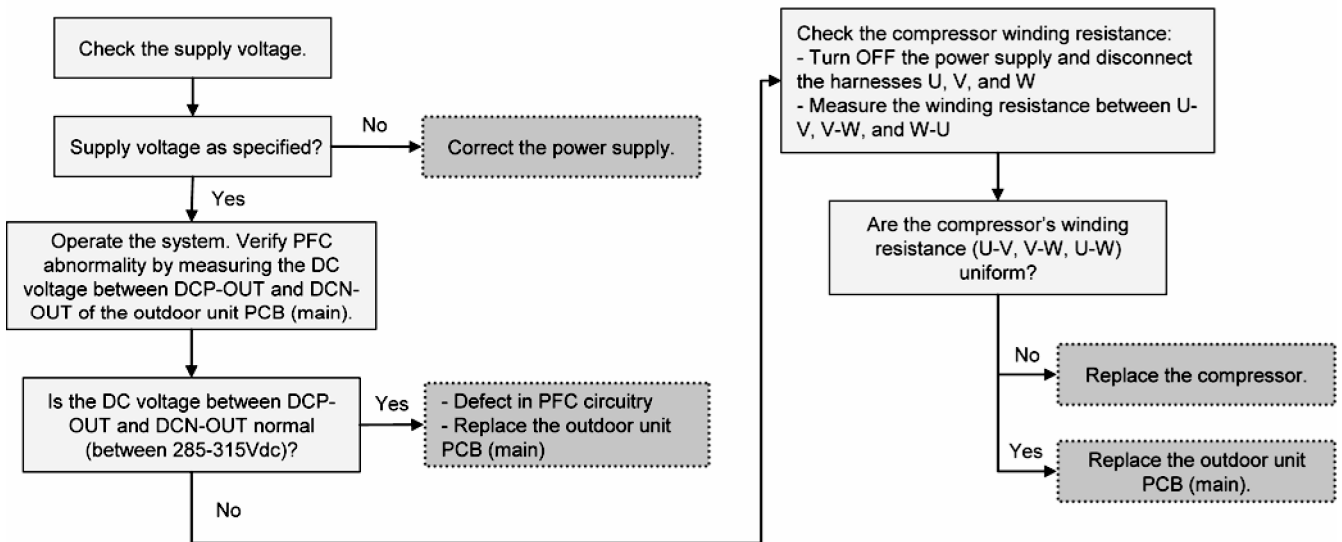 Check the supply voltage.
Supply voltage as specified?
No
Correct the power supply.
Yes
Operate the system. Verify PFC
abnormality by measuring the DC
voltage between DCP-OUT and DCN-
OUT of the outdoor unit PCB (main).
Is the DC voltage between DCP-
OUT and DCN-OUT normal
(between 285-315Vdc)?
Yes
- Defect in PFC circuitry
- Replace the outdoor unit
PCB (main)
No
Check the compressor winding resistance:
- Turn OFF the power supply and disconnect
the harnesses U, V, and W
- Measure the winding resistance between U-
V, V-W, and W-U
Are the compressor's winding
resistance (U-V, V-W, U-W)
uniform?
No
Replace the compressor.
Yes
Replace the outdoor unit
PCB (main).